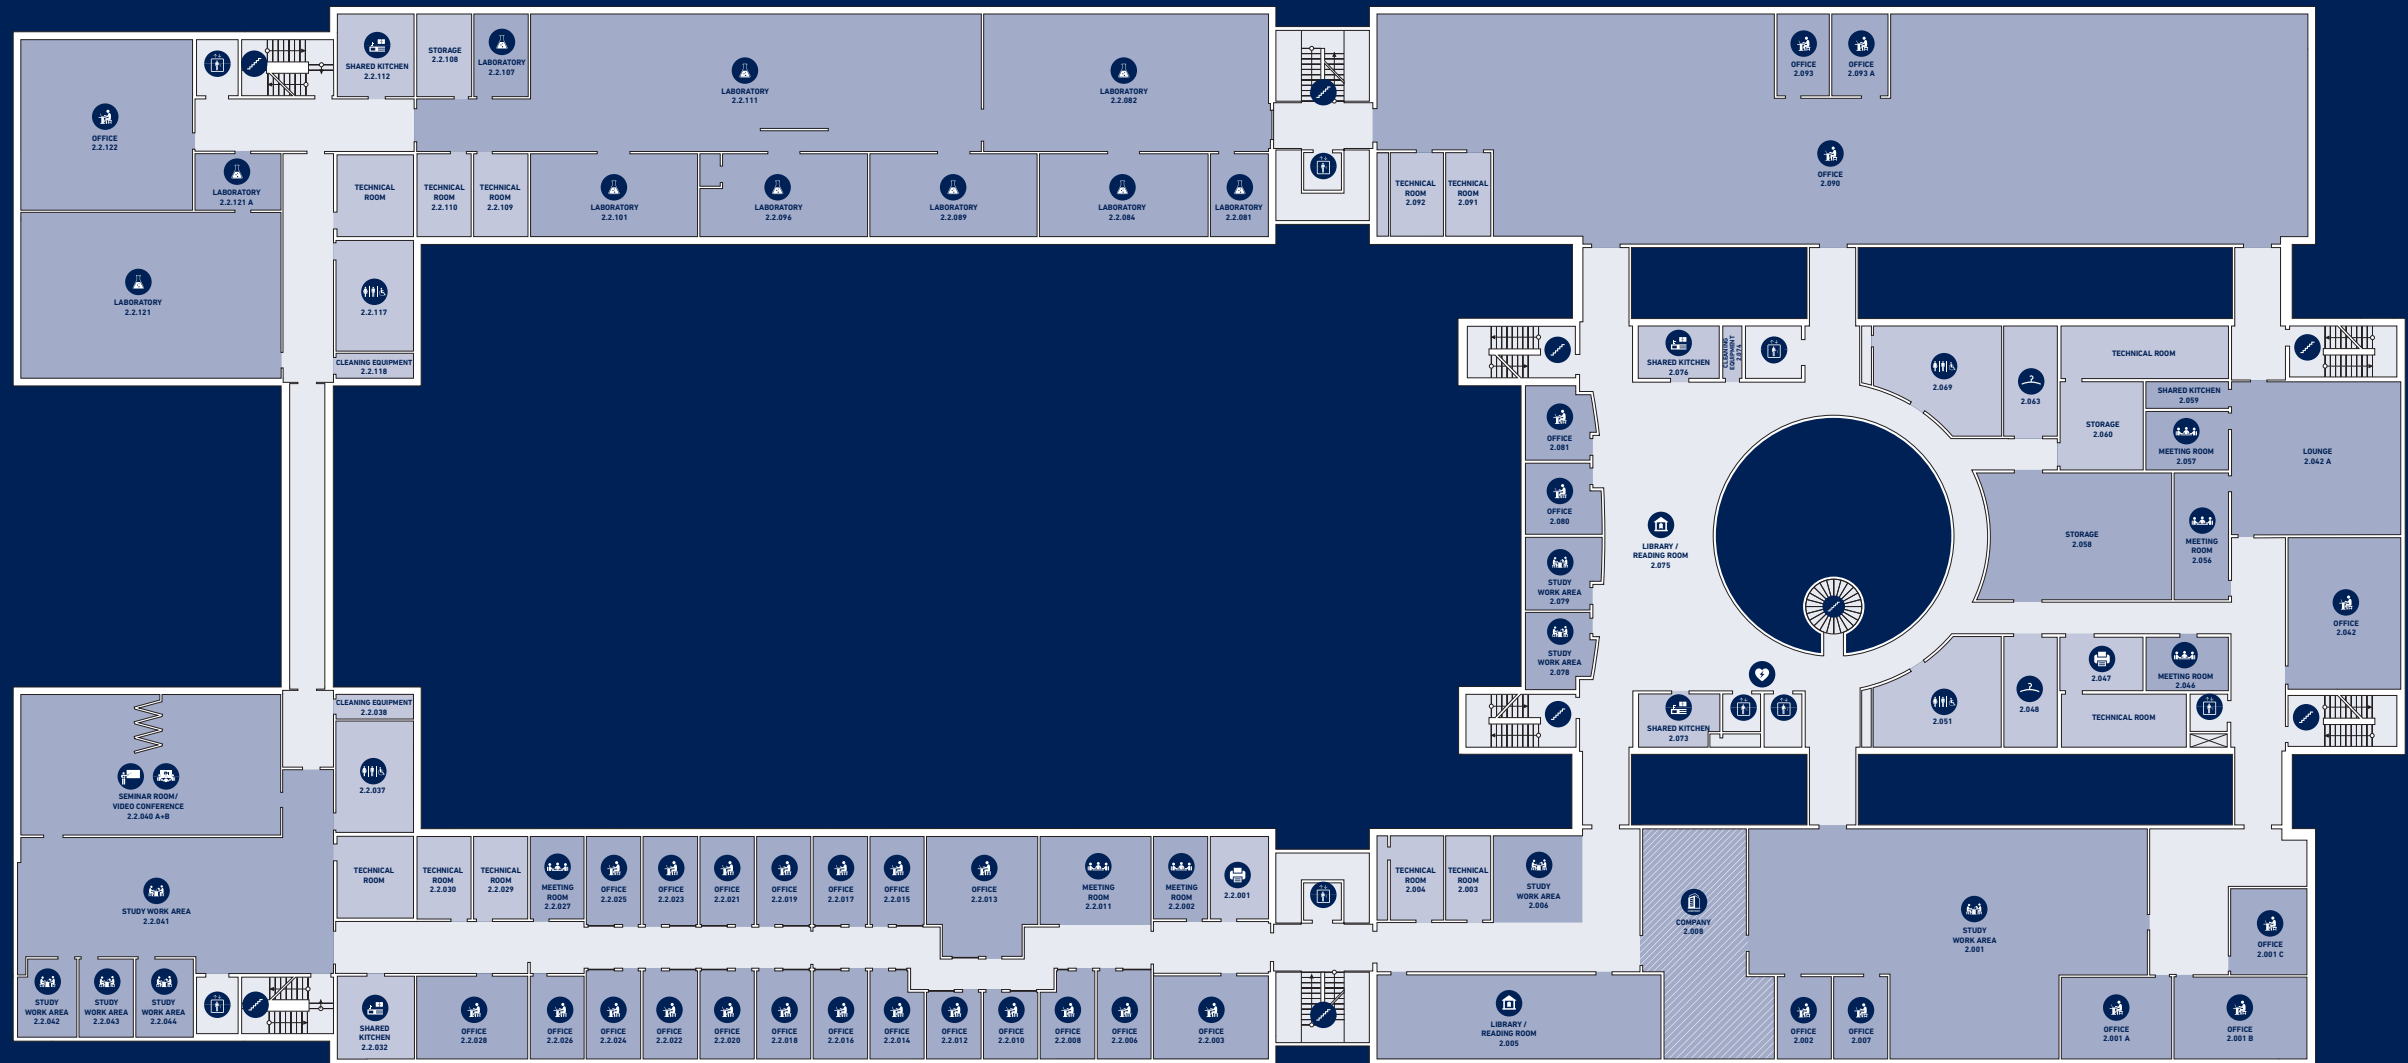 SHARED KITCHEN
2.2.112
STORAGE
2.2.108
LABORATORY
2.2.107
LABORATORY
2.2.111
LABORATORY
2.2.082
OFFICE
2.093
OFFICE
2.093 A
OFFICE
2.2.122
LABORATORY
2.2.121 A
TECHNICAL
ROOM
TECHNICAL
ROOM
2.2.110
TECHNICAL
ROOM
2.2.109
LABORATORY
2.2.101
LABORATORY
2.2.096
LABORATORY
2.2.089
LABORATORY
2.2.084
LABORATORY
2.2.081
TECHNICAL
ROOM
2.092
TECHNICAL
ROOM
2.091
OFFICE
2.090
LABORATORY
2.2.121
2.2.117
CLEANING EQUIPMENT
2.2.118
SHARED KITCHEN
2.076
CLEANING
EQUIPMENT
2.074
2.069
2.063
TECHNICAL ROOM
SHARED KITCHEN
2.059
STORAGE
2.060
MEETING ROOM
2.057
LOUNGE
2.042 A
OFFICE
2.081
OFFICE
2.080
LIBRARY /
READING ROOM
2.075
STORAGE
2.058
MEETING
ROOM
2.056
STUDY
WORK AREA
2.079
STUDY
WORK AREA
2.078
OFFICE
2.042
2.047
MEETING ROOM
2.046
2.051
2.048
TECHNICAL ROOM
SHARED KITCHEN
2.073
CLEANING EQUIPMENT
2.2.038
2.2.037
SEMINAR ROOM/
VIDEO CONFERENCE
2.2.040 A+B
STUDY WORK AREA
2.2.041
TECHNICAL
ROOM
TECHNICAL
ROOM
2.2.030
TECHNICAL
ROOM
2.2.029
MEETING
ROOM
2.2.027
OFFICE
2.2.025
OFFICE
2.2.023
OFFICE
2.2.021
OFFICE
2.2.019
OFFICE
2.2.017
OFFICE
2.2.015
OFFICE
2.2.013
MEETING
ROOM
2.2.011
MEETING
ROOM
2.2.002
2.2.001
TECHNICAL
ROOM
2.004
TECHNICAL
ROOM
2.003
STUDY
WORK AREA
2.006
COMPANY
2.008
STUDY
WORK AREA
2.001
OFFICE
2.001 C
STUDY
WORK AREA
2.2.042
STUDY
WORK AREA
2.2.043
STUDY
WORK AREA
2.2.044
SHARED
KITCHEN
2.2.032
OFFICE
2.2.028
OFFICE
2.2.026
OFFICE
2.2.024
OFFICE
2.2.022
OFFICE
2.2.020
OFFICE
2.2.018
OFFICE
2.2.016
OFFICE
2.2.014
OFFICE
2.2.012
OFFICE
2.2.010
OFFICE
2.2.008
OFFICE
2.2.006
OFFICE
2.2.003
LIBRARY /
READING ROOM
2.005
OFFICE
2.002
OFFICE
2.007
OFFICE
2.001 A
OFFICE
2.001 B